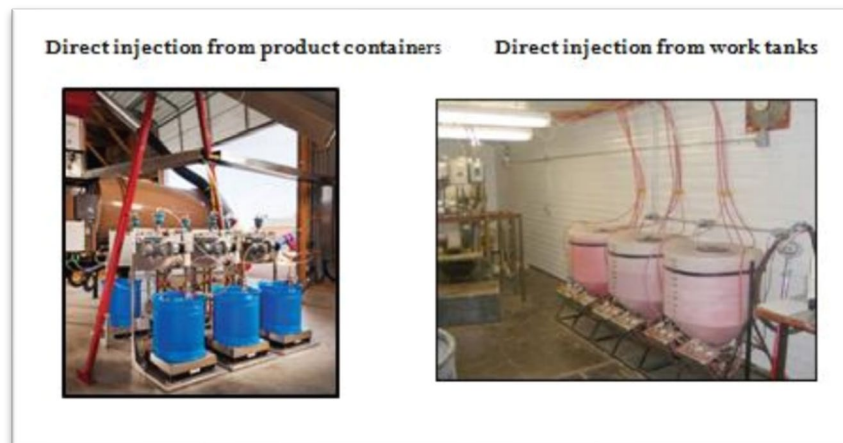 Direct injection from product containers
Direct injection from work tanks